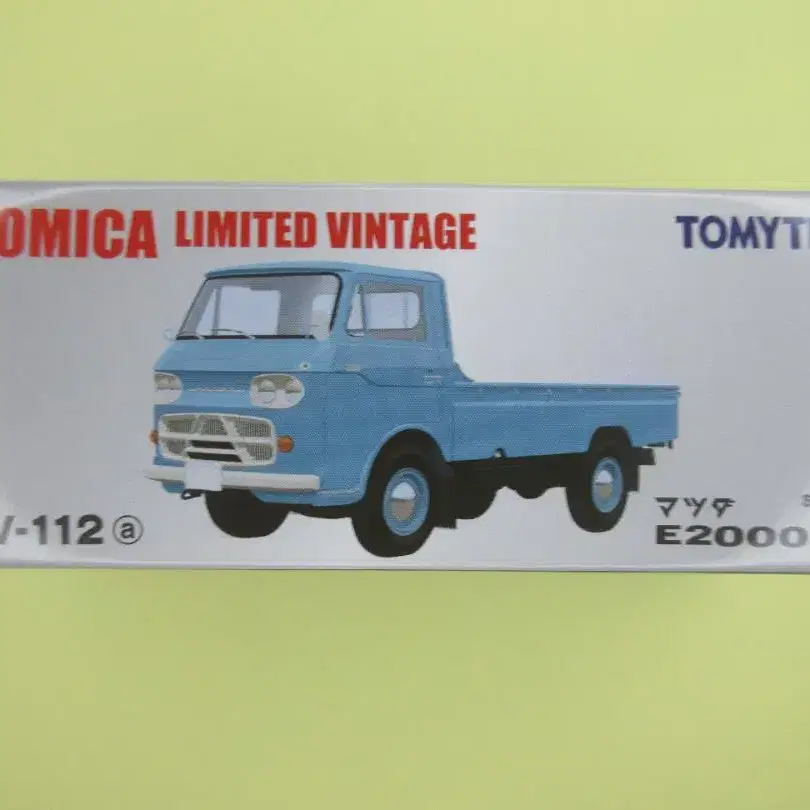 OMICA LIMITED VINTAGE
TOMYT
-112 ⓐ
マツダ
E2000